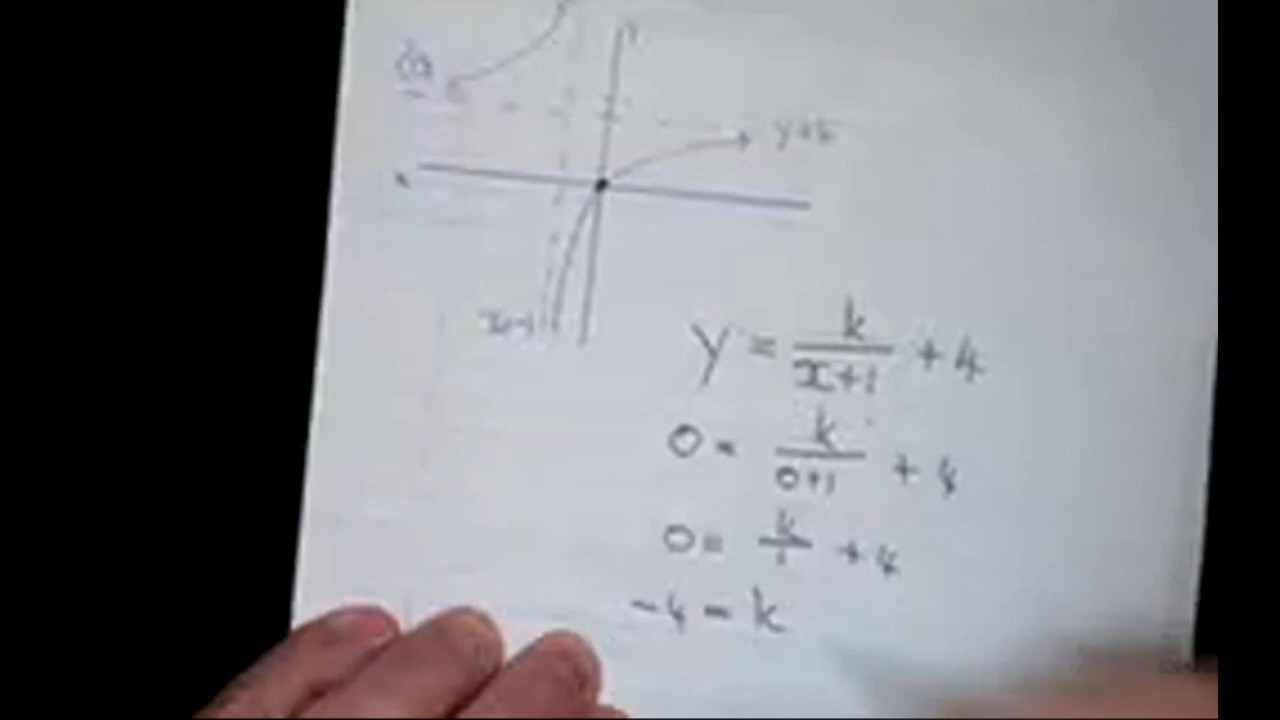 y
y = 4
x = -1
y = k/(x+1) + 4
0 = k/(0+1) + 4
0 = k/1 + 4
-4 = k